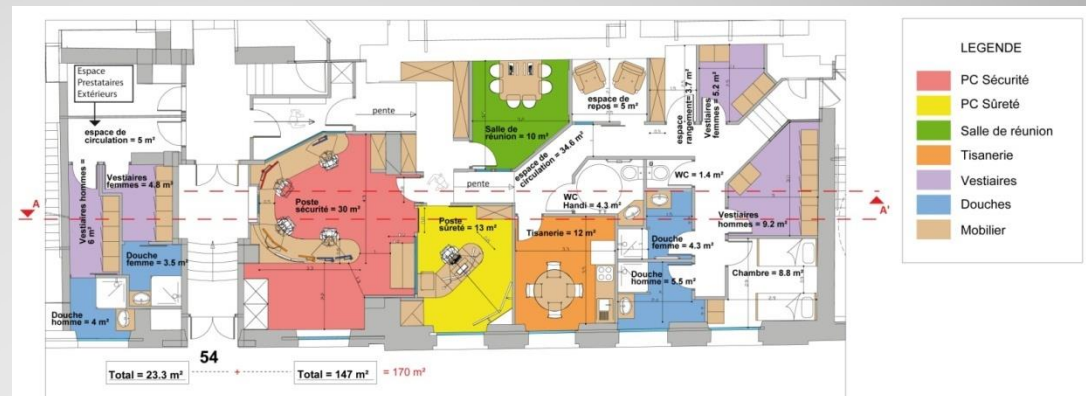 Espace
Prestataires
Extérieurs
espace de
circulation = 5 m²
Vestiaires hommes =
6 m²
Vestiaires
femmes = 4.8 m²
Douche
femme = 3.5 m²
Douche
homme = 4 m²
pente
Poste
sécurité = 30 m²
Salle de
réunion = 10 m²
espace de
circulation = 34.6 m²
pente
Poste
sûreté = 13 m²
espace de
repos = 5 m²
espace
rangement= 3.7 m²
Vestiaires
femmes = 5.2 m²
WC = 1.4 m²
WC
Handi = 4.3 m²
Tisanerie = 12 m²
Douche
femme = 4.3 m²
Douche
homme = 5.5 m²
Vestiaires
hommes = 9.2 m²
Chambre = 8.8 m²
A
A'
54
Total = 23.3 m² + Total = 147 m² = 170 m²
LEGENDE
PC Sécurité
PC Sûreté
Salle de réunion
Tisanerie
Vestiaires
Douches
Mobilier